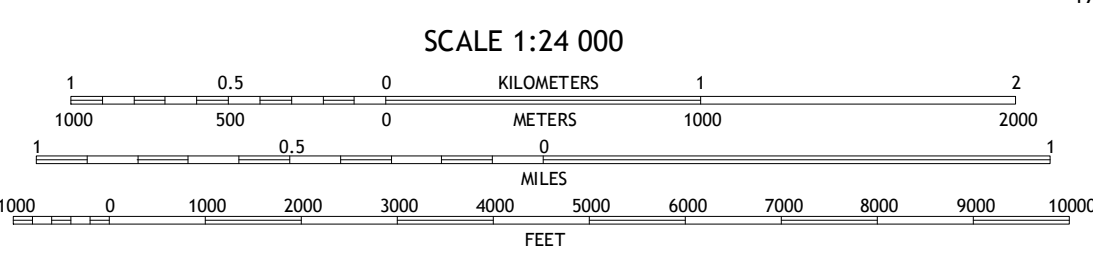 SCALE 1:24 000
1 0.5 0 KILOMETERS 1 2
1000 500 0 METERS 1000 2000
1 0.5 0 1
MILES
1000 0 1000 2000 3000 4000 5000 6000 7000 8000 9000 10000
FEET